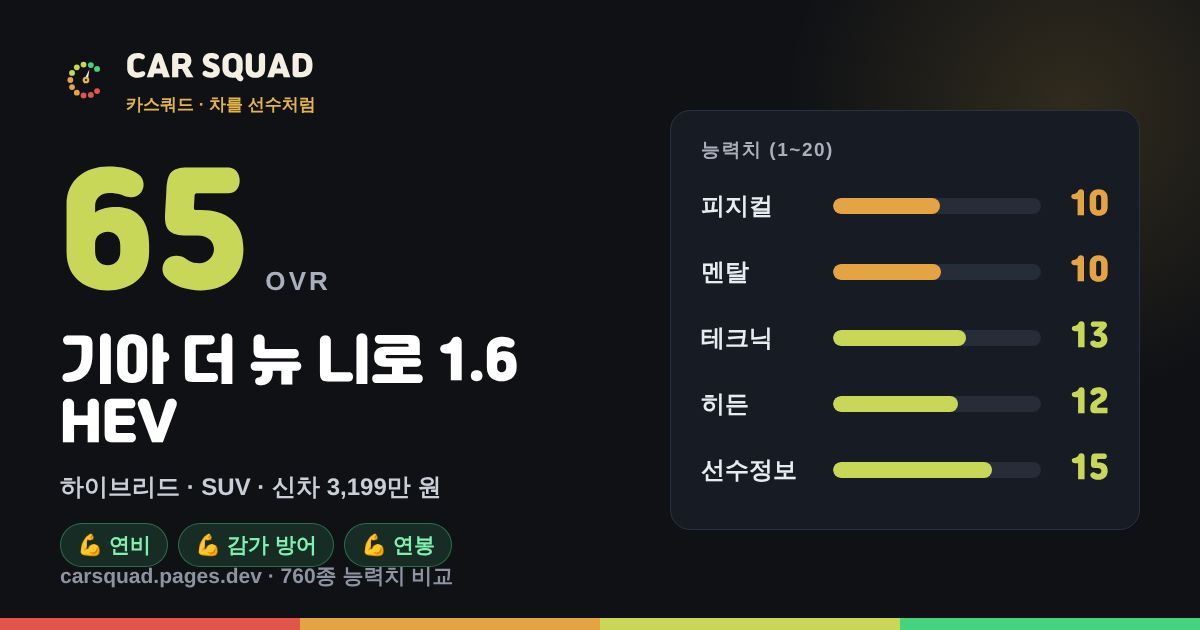 CAR SQUAD
카스쿼드 · 차를 선수처럼
65 OVR
기아 더 뉴 니로 1.6
HEV
하이브리드 · SUV · 신차 3,199만 원
💪 연비 💪 감가 방어 💪 연봉
carsquad.pages.dev · 760종 능력치 비교
능력치 (1~20)
피지컬 10
멘탈 10
테크닉 13
히든 12
선수정보 15